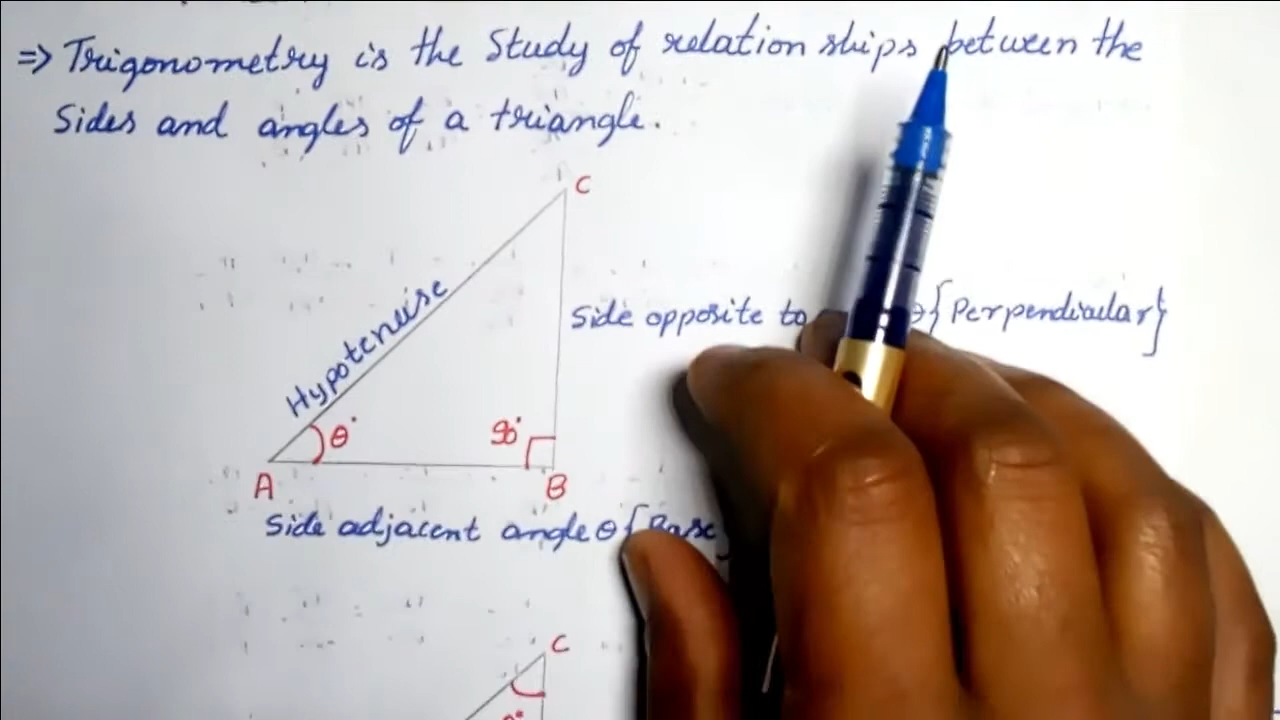 ⇒ Trigonometry is the Study of relation ships between the
Sides and angles of a triangle.
C
Hypotenuse
Side opposite to θ {Perpendicular}
θ°
90°
A
B
Side adjacent angle θ {Base
C